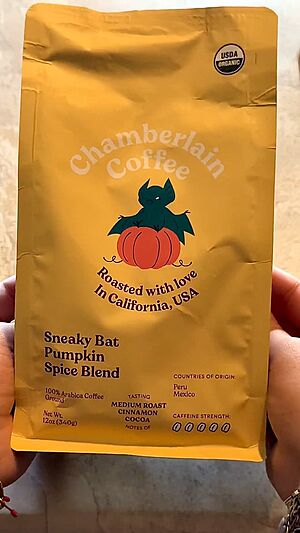 USDA
ORGANIC
Chamberlain
Coffee
Roasted with love
In California, USA
Sneaky Bat
Pumpkin
Spice Blend
COUNTRIES OF ORIGIN:
Peru
Mexico
100% Arabica Coffee
Ground
Net Wt.
12oz (340g)
TASTING
MEDIUM ROAST
CINNAMON
COCOA
NOTES OF
CAFFEINE STRENGTH: